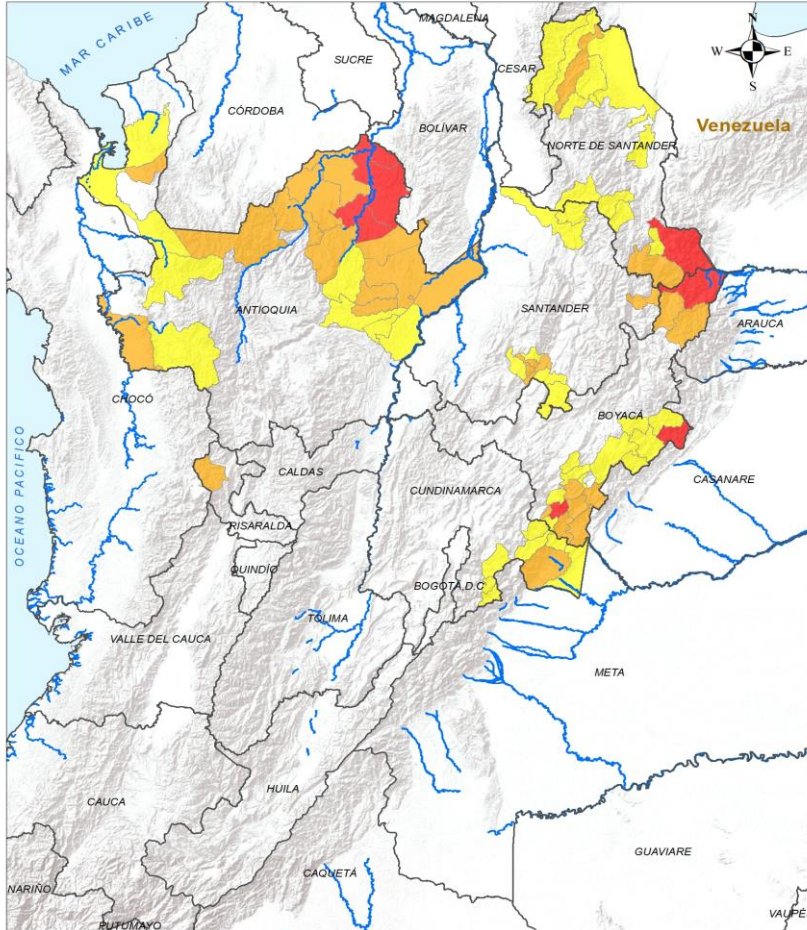 MAGDALENA
MAR CARIBE
N
W E
S
SUCRE
CESAR
CÓRDOBA
BOLÍVAR
Venezuela
NORTE DE SANTANDER
ANTIOQUIA
SANTANDER
ARAUCA
CHOCÓ
BOYACÁ
OCEANO PACIFICO
CALDAS
CUNDINAMARCA
CASANARE
RISARALDA
QUINDÍO
BOGOTÁ,D.C
TOLIMA
VALLE DEL CAUCA
META
HUILA
CAUCA
GUAVIARE
CAQUETÁ
NARIÑO
VAUPÉ
PUTUMAYO